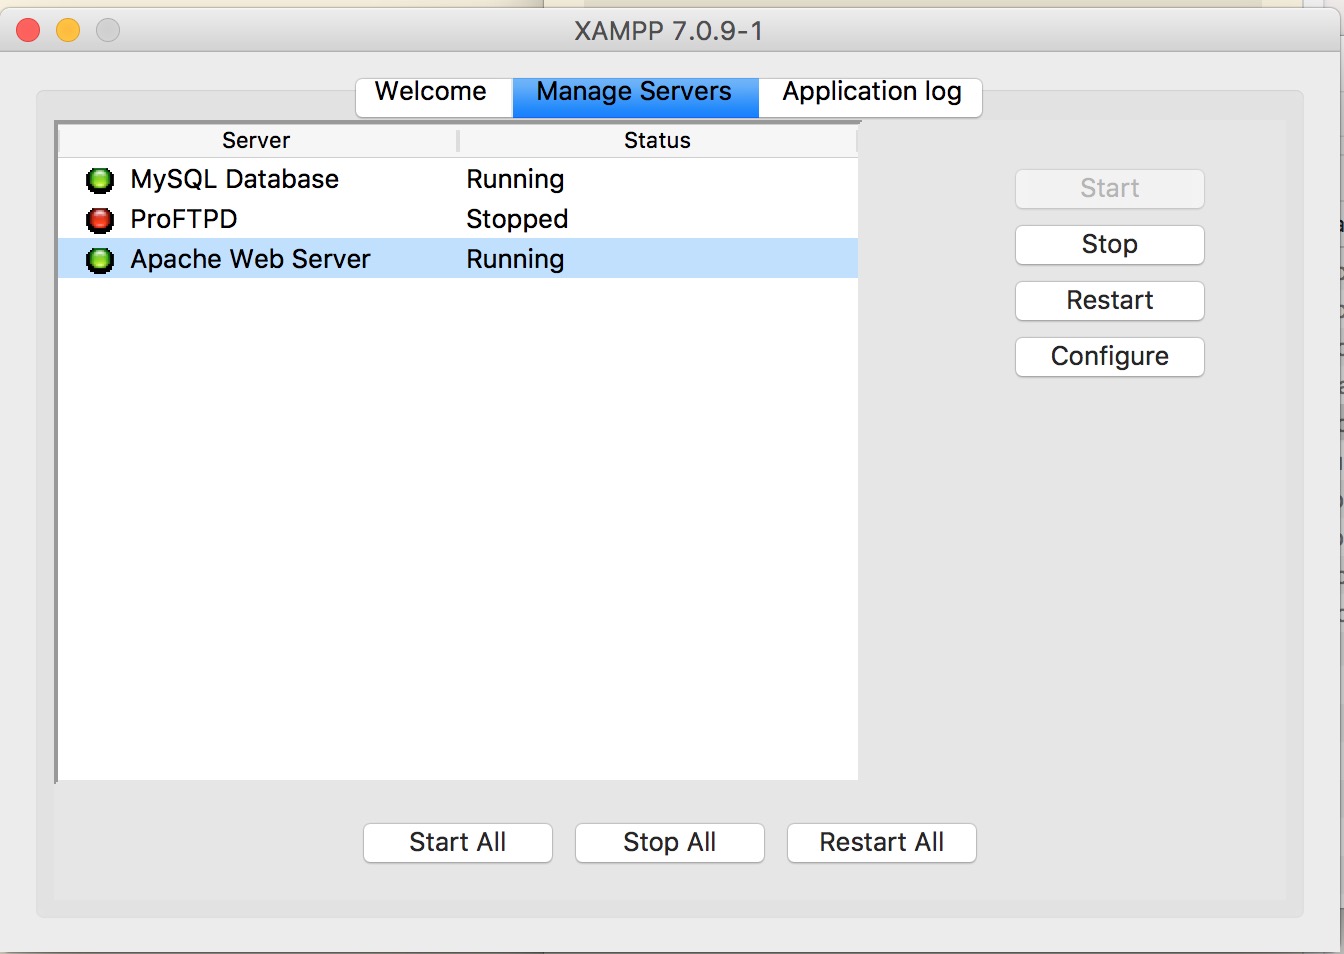 XAMPP 7.0.9-1
Welcome Manage Servers Application log
Server Status
MySQL Database Running
ProFTPD Stopped
Apache Web Server Running
Start
Stop
Restart
Configure
Start All Stop All Restart All